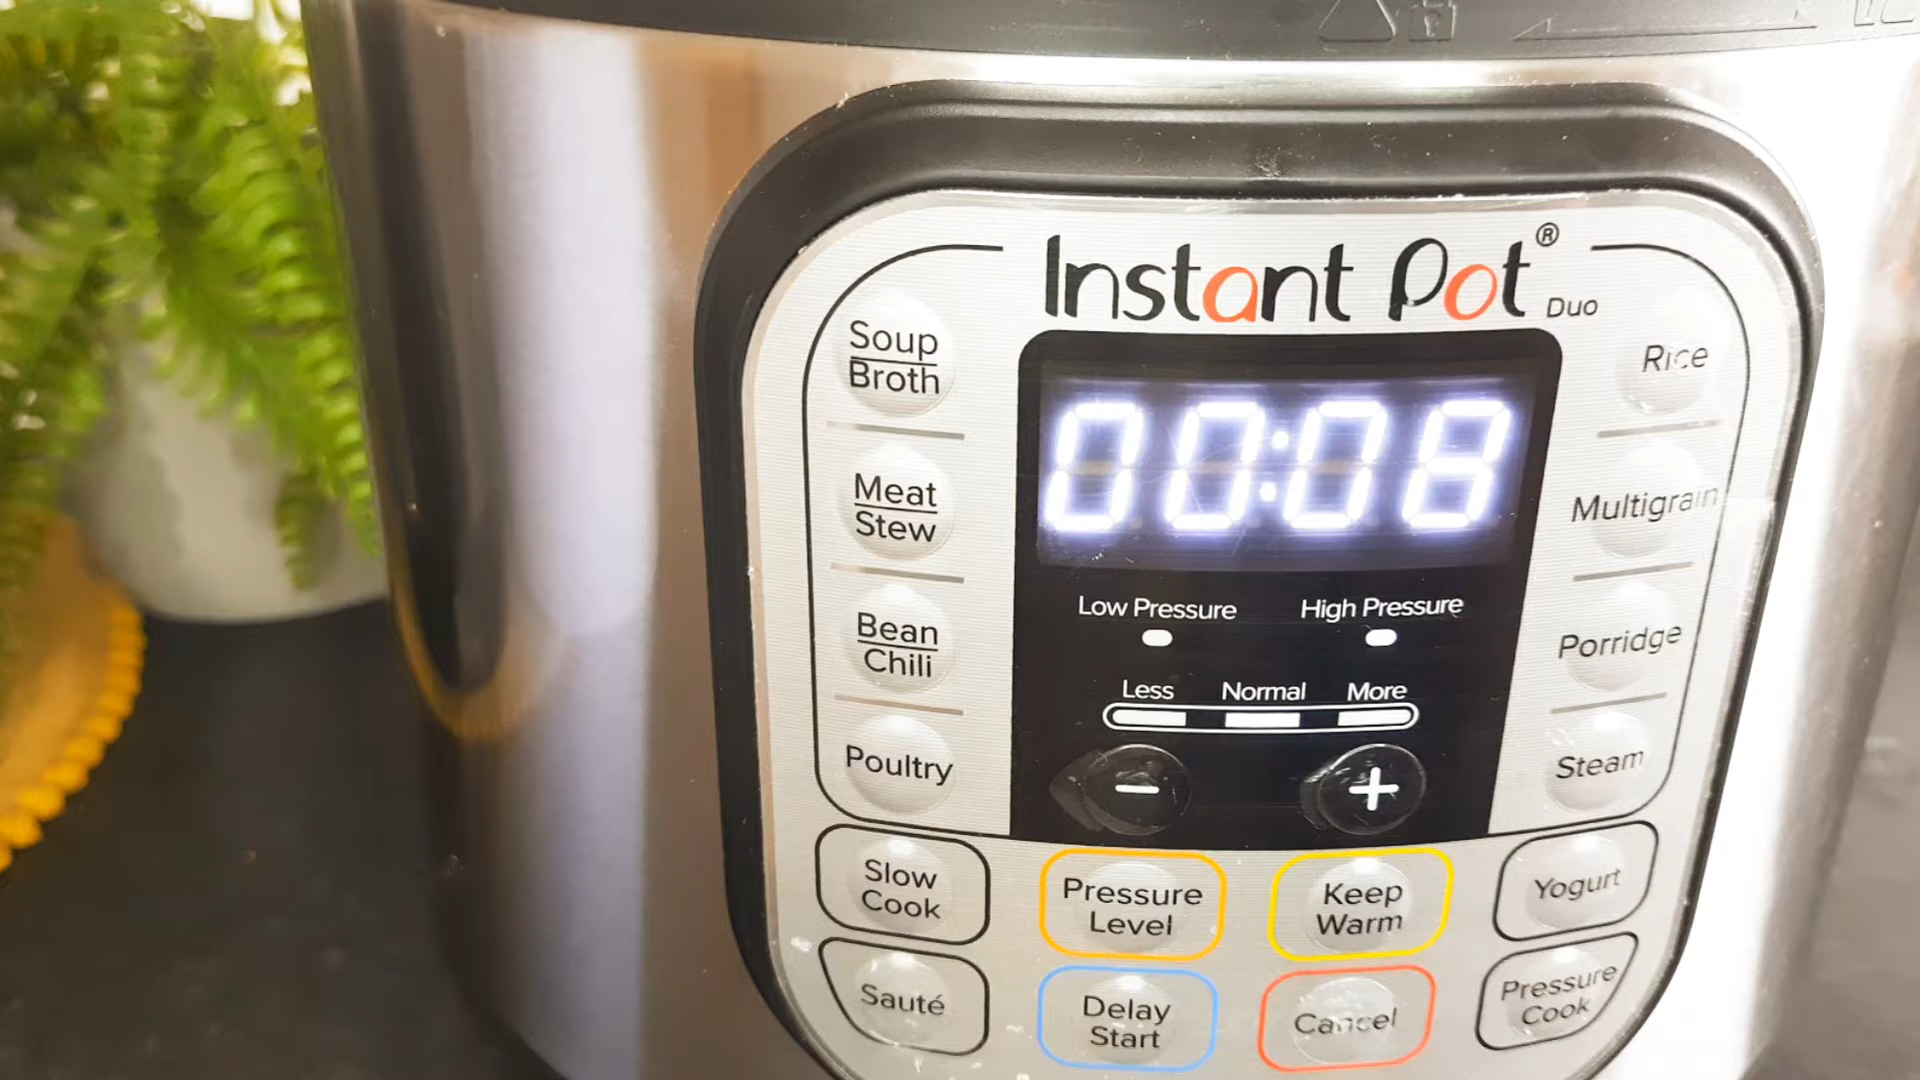 Instant Pot® Duo
Soup
Broth
Meat
Stew
Bean
Chili
Poultry
00:08
Low Pressure High Pressure
Less Normal More
− +
Rice
Multigrain
Porridge
Steam
Slow
Cook
Pressure
Level
Keep
Warm
Yogurt
Sauté
Delay
Start
Cancel
Pressure
Cook